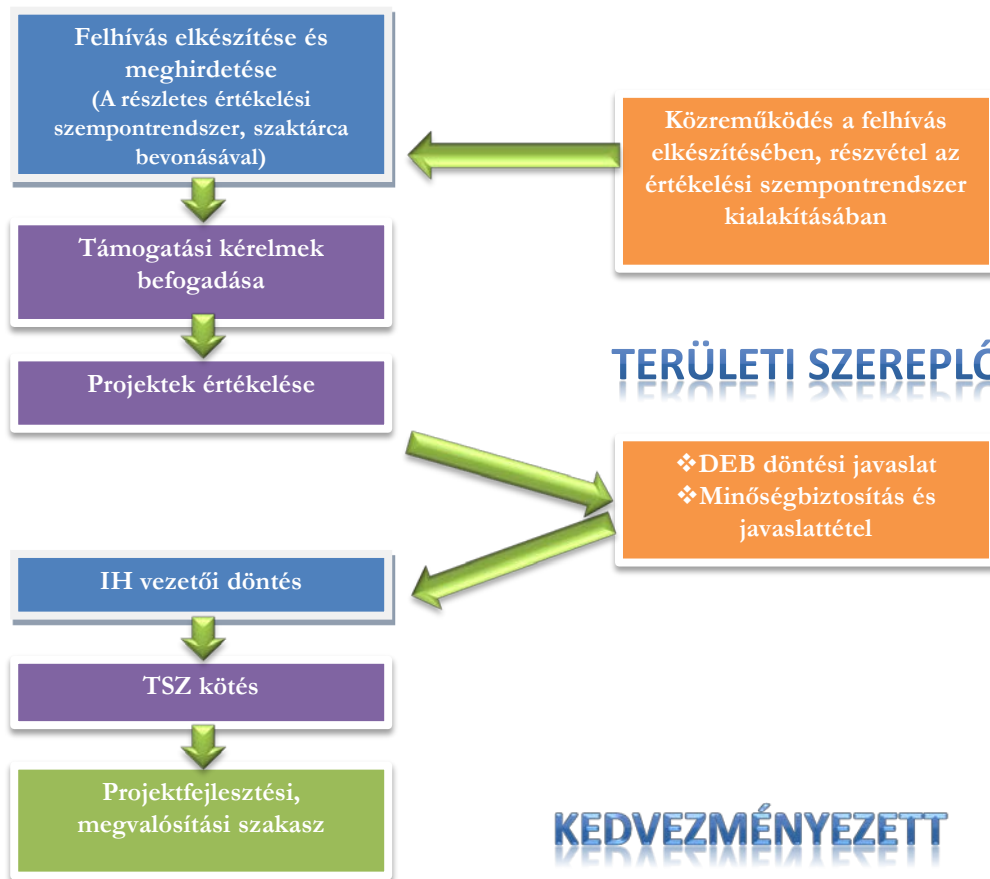 Felhívás elkészítése és
meghirdetése
(A részletes értékelési
szempontrendszer, szaktárca
bevonásával)
Közreműködés a felhívás
elkészítésében, részvétel az
értékelési szempontrendszer
kialakításában
Támogatási kérelmek
befogadása
Projektek értékelése
TERÜLETI SZEREPLŐ
❖DEB döntési javaslat
❖Minőségbiztosítás és
javaslattétel
IH vezetői döntés
TSZ kötés
Projektfejlesztési,
megvalósítási szakasz
KEDVEZMÉNYEZETT